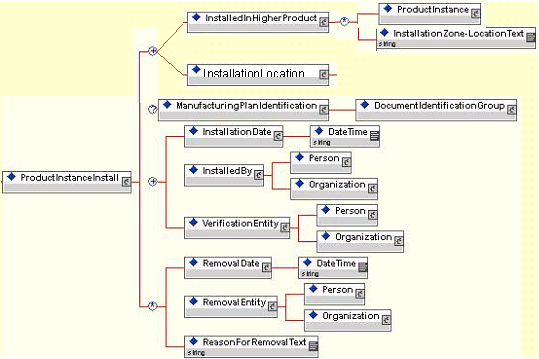 InstalledInHigherProduct
ProductInstance
InstallationZone-LocationText
string
InstallationLocation
ManufacturingPlanIdentification
DocumentIdentificationGroup
InstallationDate
DateTime
string
InstalledBy
Person
Organization
ProductInstanceInstall
VerificationEntity
Person
Organization
RemovalDate
DateTime
string
RemovalEntity
Person
Organization
ReasonForRemovalText
string